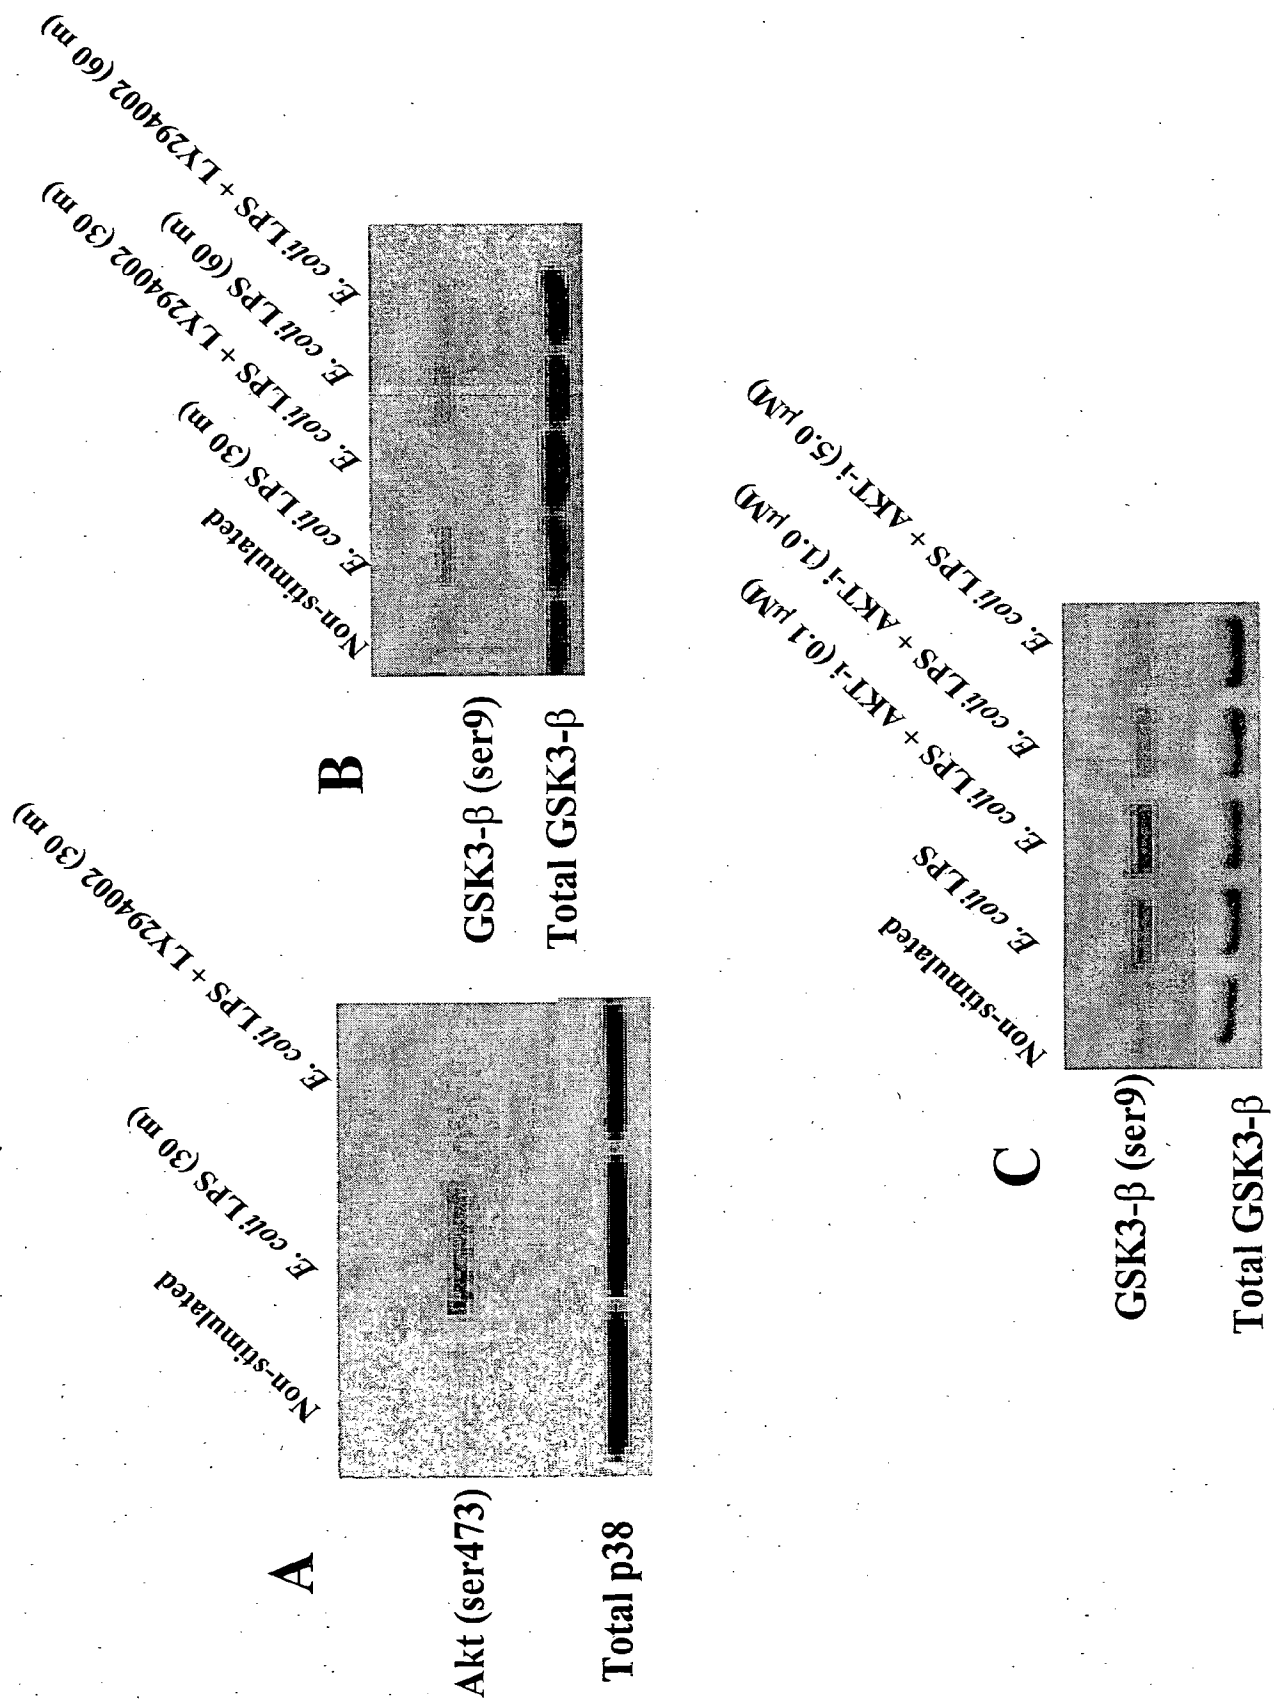 A
Non-stimulated
E. coli LPS (30 m)
E. coli LPS + LY294002 (30 m)
Akt (ser473)
Total p38
B
Non-stimulated
E. coli LPS (30 m)
E. coli LPS + LY294002 (30 m)
E. coli LPS (60 m)
E. coli LPS + LY294002 (60 m)
GSK3-β (ser9)
Total GSK3-β
C
Non-stimulated
E. coli LPS
E. coli LPS + AKT-i (0.1 μM)
E. coli LPS + AKT-i (1.0 μM)
E. coli LPS + AKT-i (5.0 μM)
GSK3-β (ser9)
Total GSK3-β